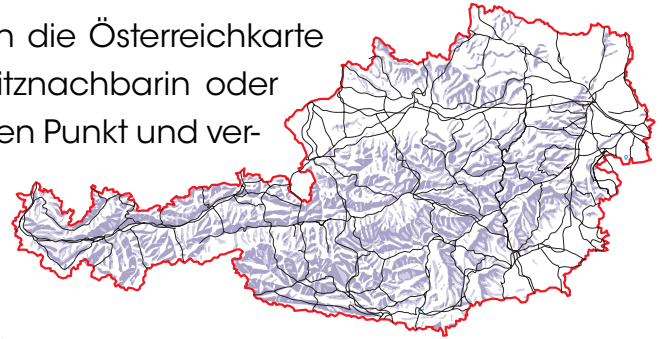 n die Österreichkarte
itznachbarin oder
en Punkt und ver-